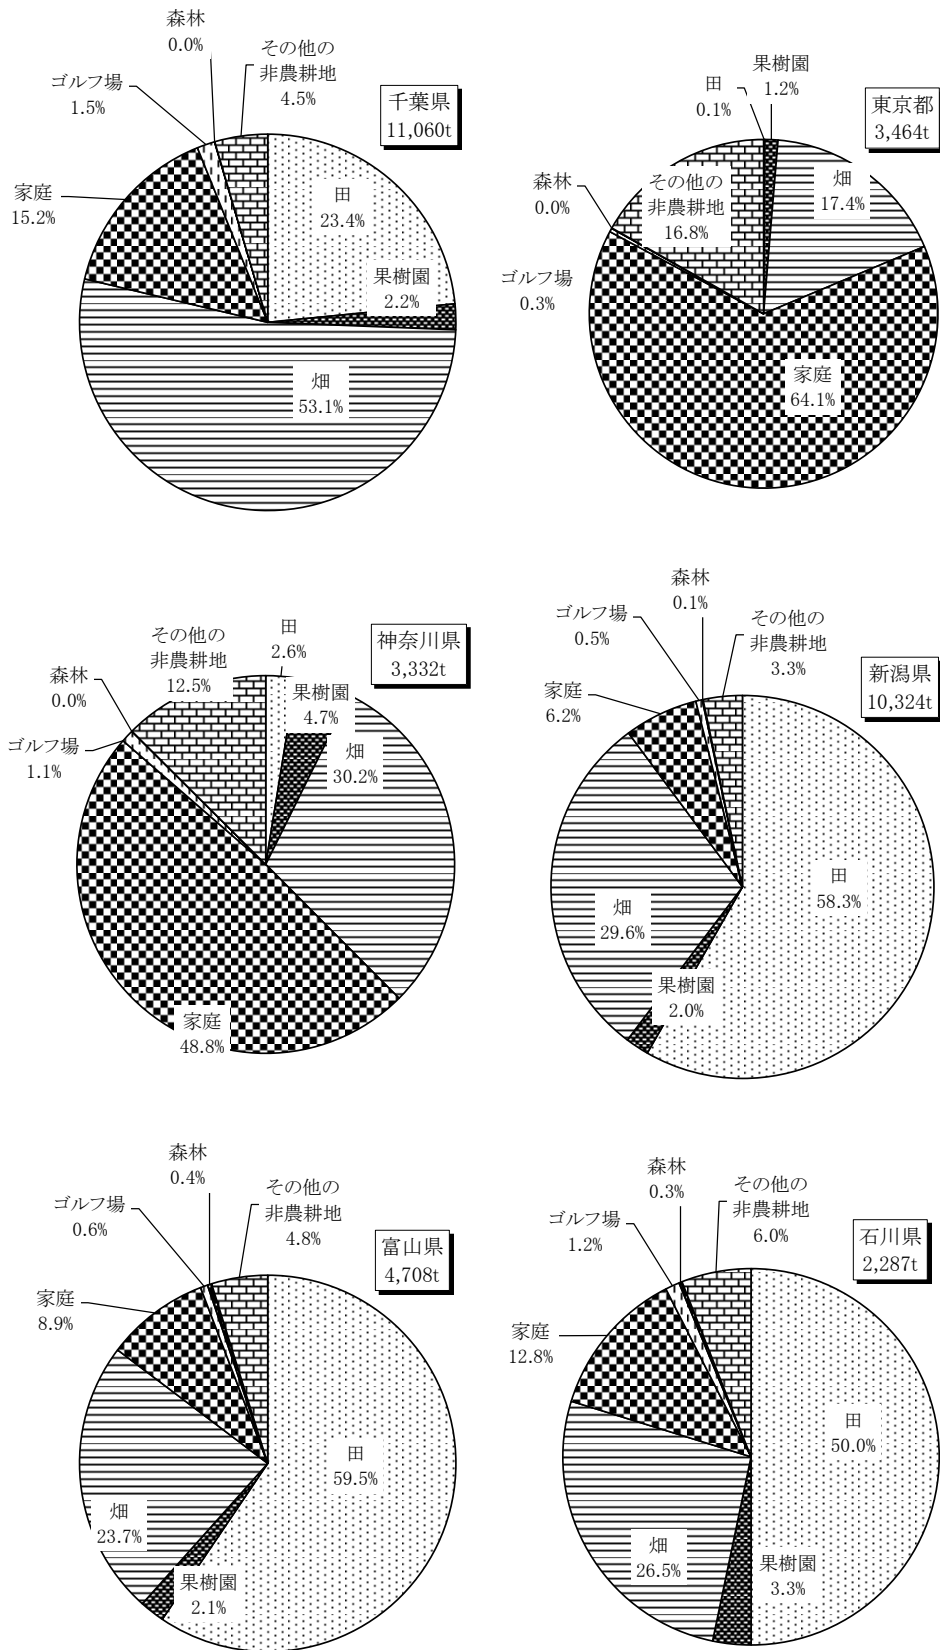 森林
0.0%
ゴルフ場
1.5%
その他の
非農耕地
4.5%
千葉県
11,060t
家庭
15.2%
田
23.4%
果樹園
2.2%
畑
53.1%
田
0.1%
果樹園
1.2%
東京都
3,464t
森林
0.0%
その他の
非農耕地
16.8%
畑
17.4%
ゴルフ場
0.3%
家庭
64.1%
その他の
非農耕地
12.5%
田
2.6%
神奈川県
3,332t
森林
0.0%
果樹園
4.7%
ゴルフ場
1.1%
畑
30.2%
家庭
48.8%
森林
0.1%
ゴルフ場
0.5%
その他の
非農耕地
3.3%
新潟県
10,324t
家庭
6.2%
田
58.3%
畑
29.6%
果樹園
2.0%
森林
0.4%
ゴルフ場
0.6%
その他の
非農耕地
4.8%
富山県
4,708t
家庭
8.9%
田
59.5%
畑
23.7%
果樹園
2.1%
森林
0.3%
ゴルフ場
1.2%
その他の
非農耕地
6.0%
石川県
2,287t
家庭
12.8%
田
50.0%
畑
26.5%
果樹園
3.3%